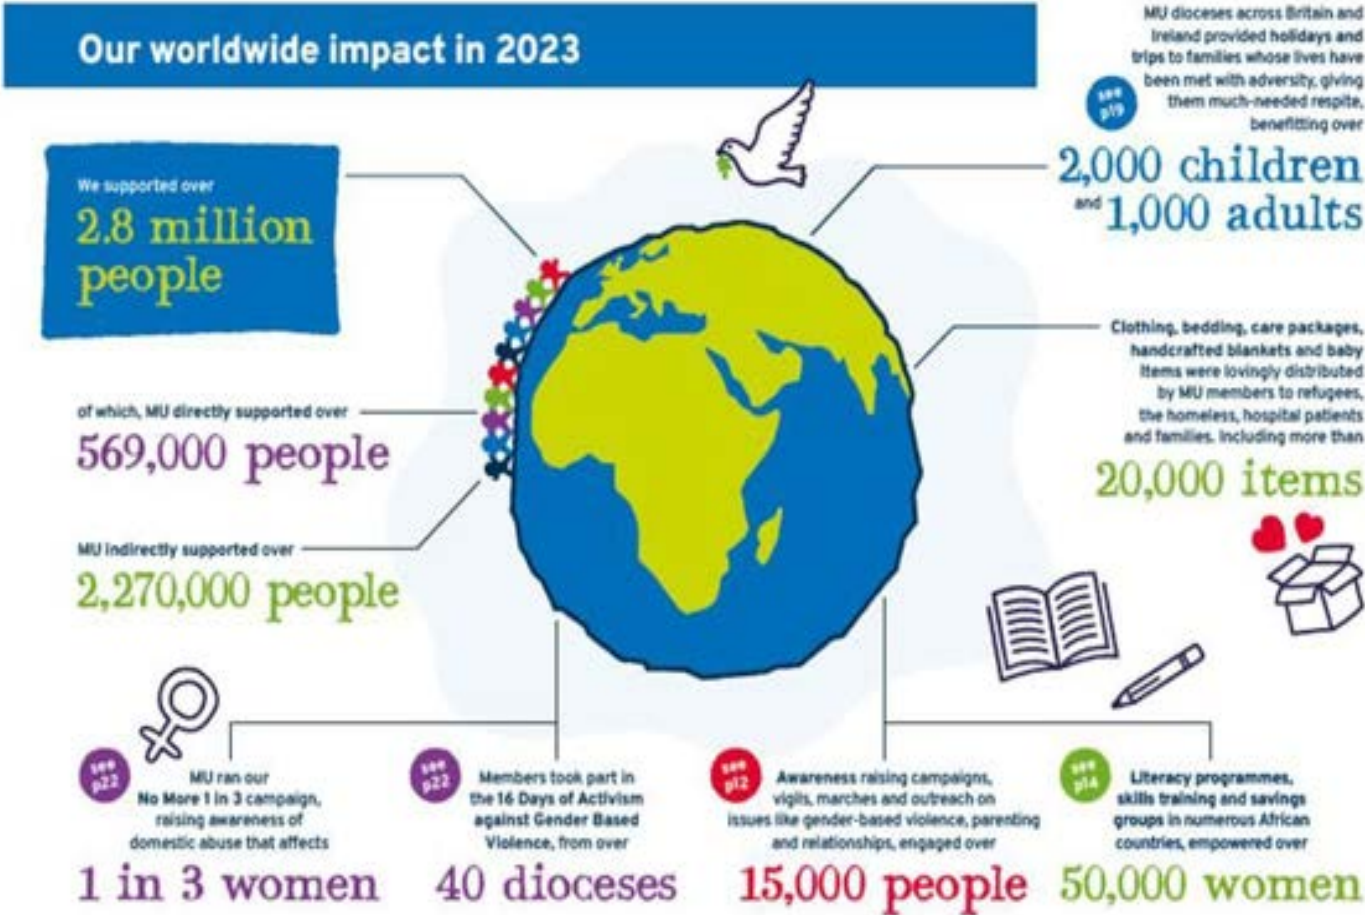 Our worldwide impact in 2023
We supported over
2.8 million
people
of which, MU directly supported over
569,000 people
MU indirectly supported over
2,270,000 people
MU dioceses across Britain and
Ireland provided holidays and
trips to families whose lives have
been met with adversity, giving
them much-needed respite,
benefitting over
see
p19
2,000 children
and 1,000 adults
Clothing, bedding, care packages,
handcrafted blankets and baby
items were lovingly distributed
by MU members to refugees,
the homeless, hospital patients
and families. Including more than
20,000 items
see
p22
MU ran our
No More 1 in 3 campaign,
raising awareness of
domestic abuse that affects
1 in 3 women
see
p22
Members took part in
the 16 Days of Activism
against Gender Based
Violence, from over
40 dioceses
see
p12
Awareness raising campaigns,
vigils, marches and outreach on
issues like gender-based violence, parenting
and relationships, engaged over
15,000 people
see
p14
Literacy programmes,
skills training and savings
groups in numerous African
countries, empowered over
50,000 women